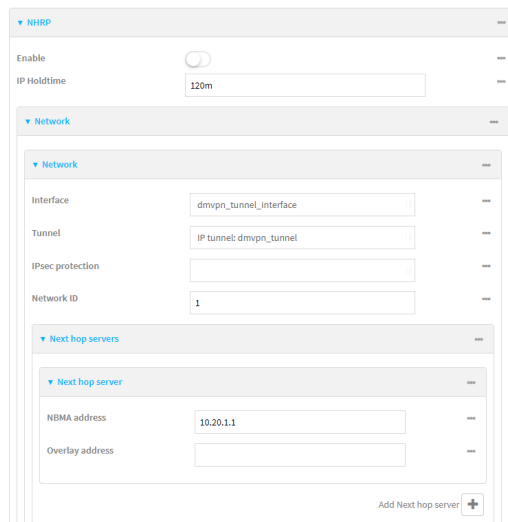 NHRP
Enable
IP Holdtime 120m
Network
Network
Interface dmvpn_tunnel_interface
Tunnel IP tunnel: dmvpn_tunnel
IPsec protection
Network ID 1
Next hop servers
Next hop server
NBMA address 10.20.1.1
Overlay address
Add Next hop server